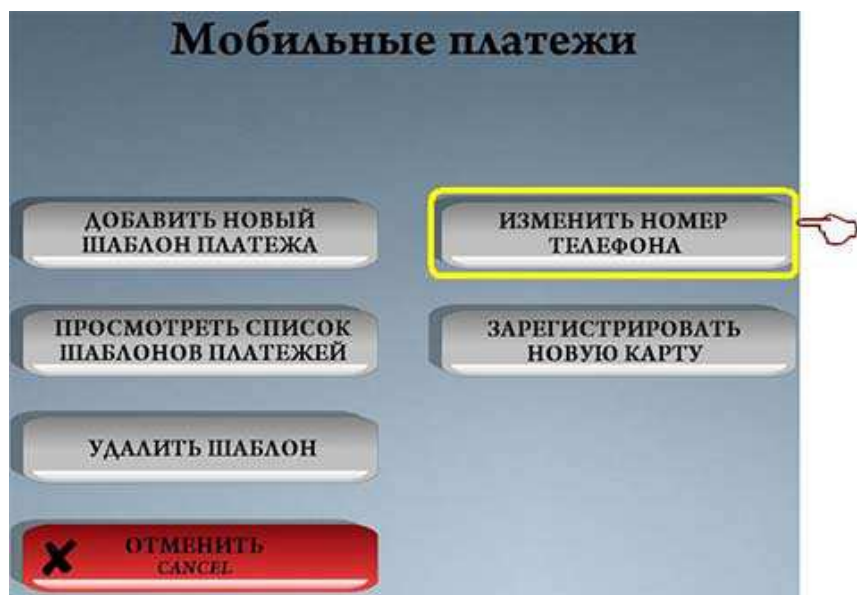 Мобильные платежи
ДОБАВИТЬ НОВЫЙ
ШАБЛОН ПЛАТЕЖА
ИЗМЕНИТЬ НОМЕР
ТЕЛЕФОНА
ПРОСМОТРЕТЬ СПИСОК
ШАБЛОНОВ ПЛАТЕЖЕЙ
ЗАРЕГИСТРИРОВАТЬ
НОВУЮ КАРТУ
УДАЛИТЬ ШАБЛОН
ОТМЕНИТЬ
CANCEL